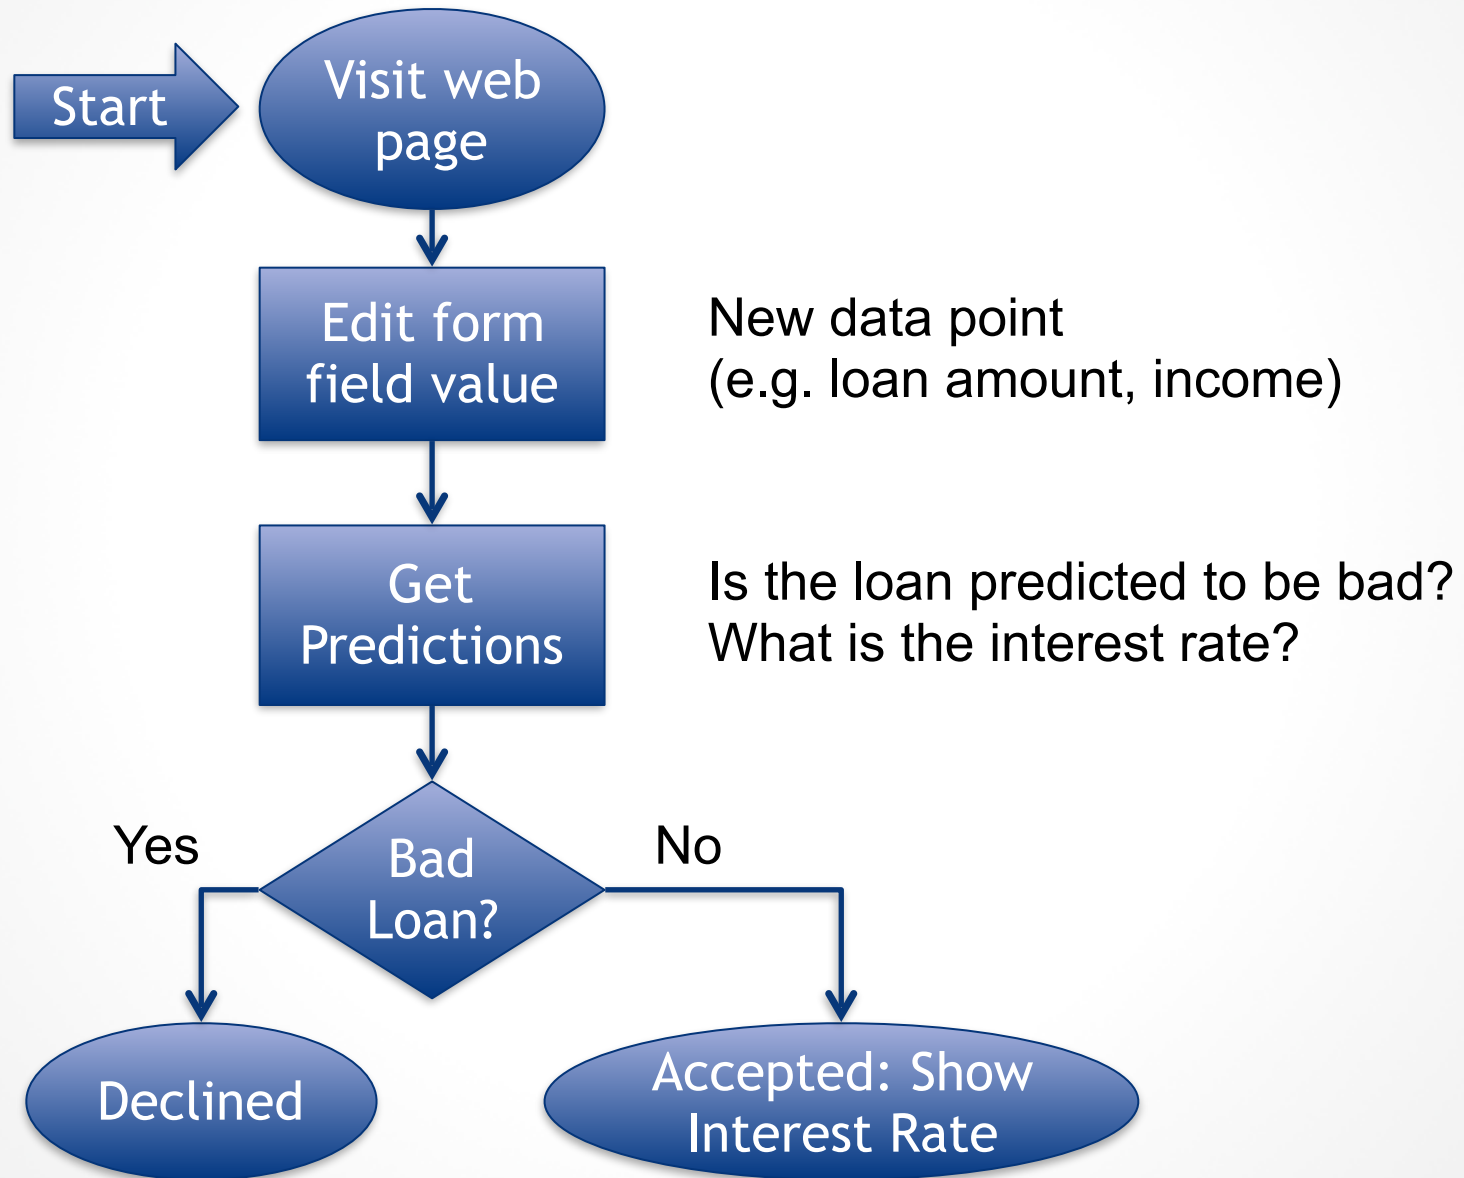 Start
Visit web
page
Edit form
field value
New data point
(e.g. loan amount, income)
Get
Predictions
Is the loan predicted to be bad?
What is the interest rate?
Yes
Bad
Loan?
No
Declined
Accepted: Show
Interest Rate